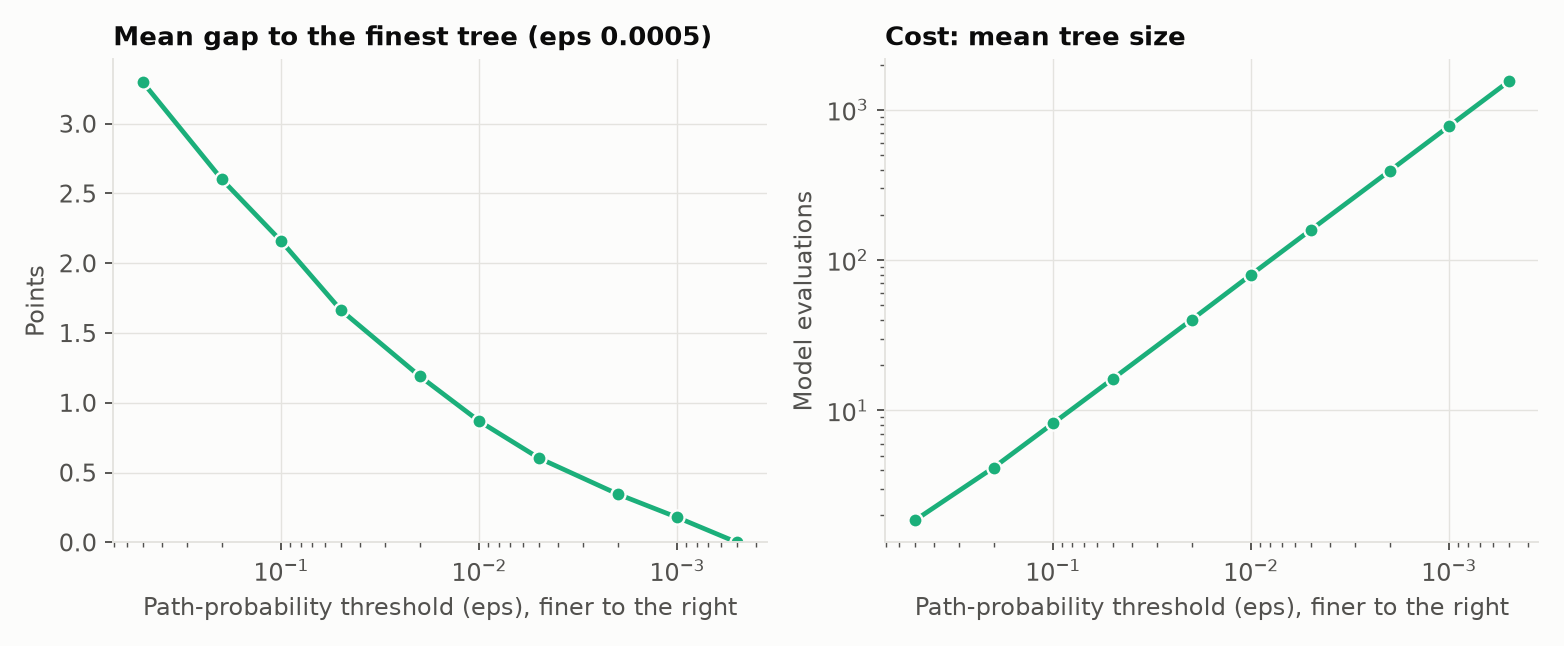 Mean gap to the finest tree (eps 0.0005)
Points
3.0
2.5
2.0
1.5
1.0
0.5
0.0
10⁻¹
10⁻²
10⁻³
Path-probability threshold (eps), finer to the right
Cost: mean tree size
Model evaluations
10³
10²
10¹
10⁻¹
10⁻²
10⁻³
Path-probability threshold (eps), finer to the right